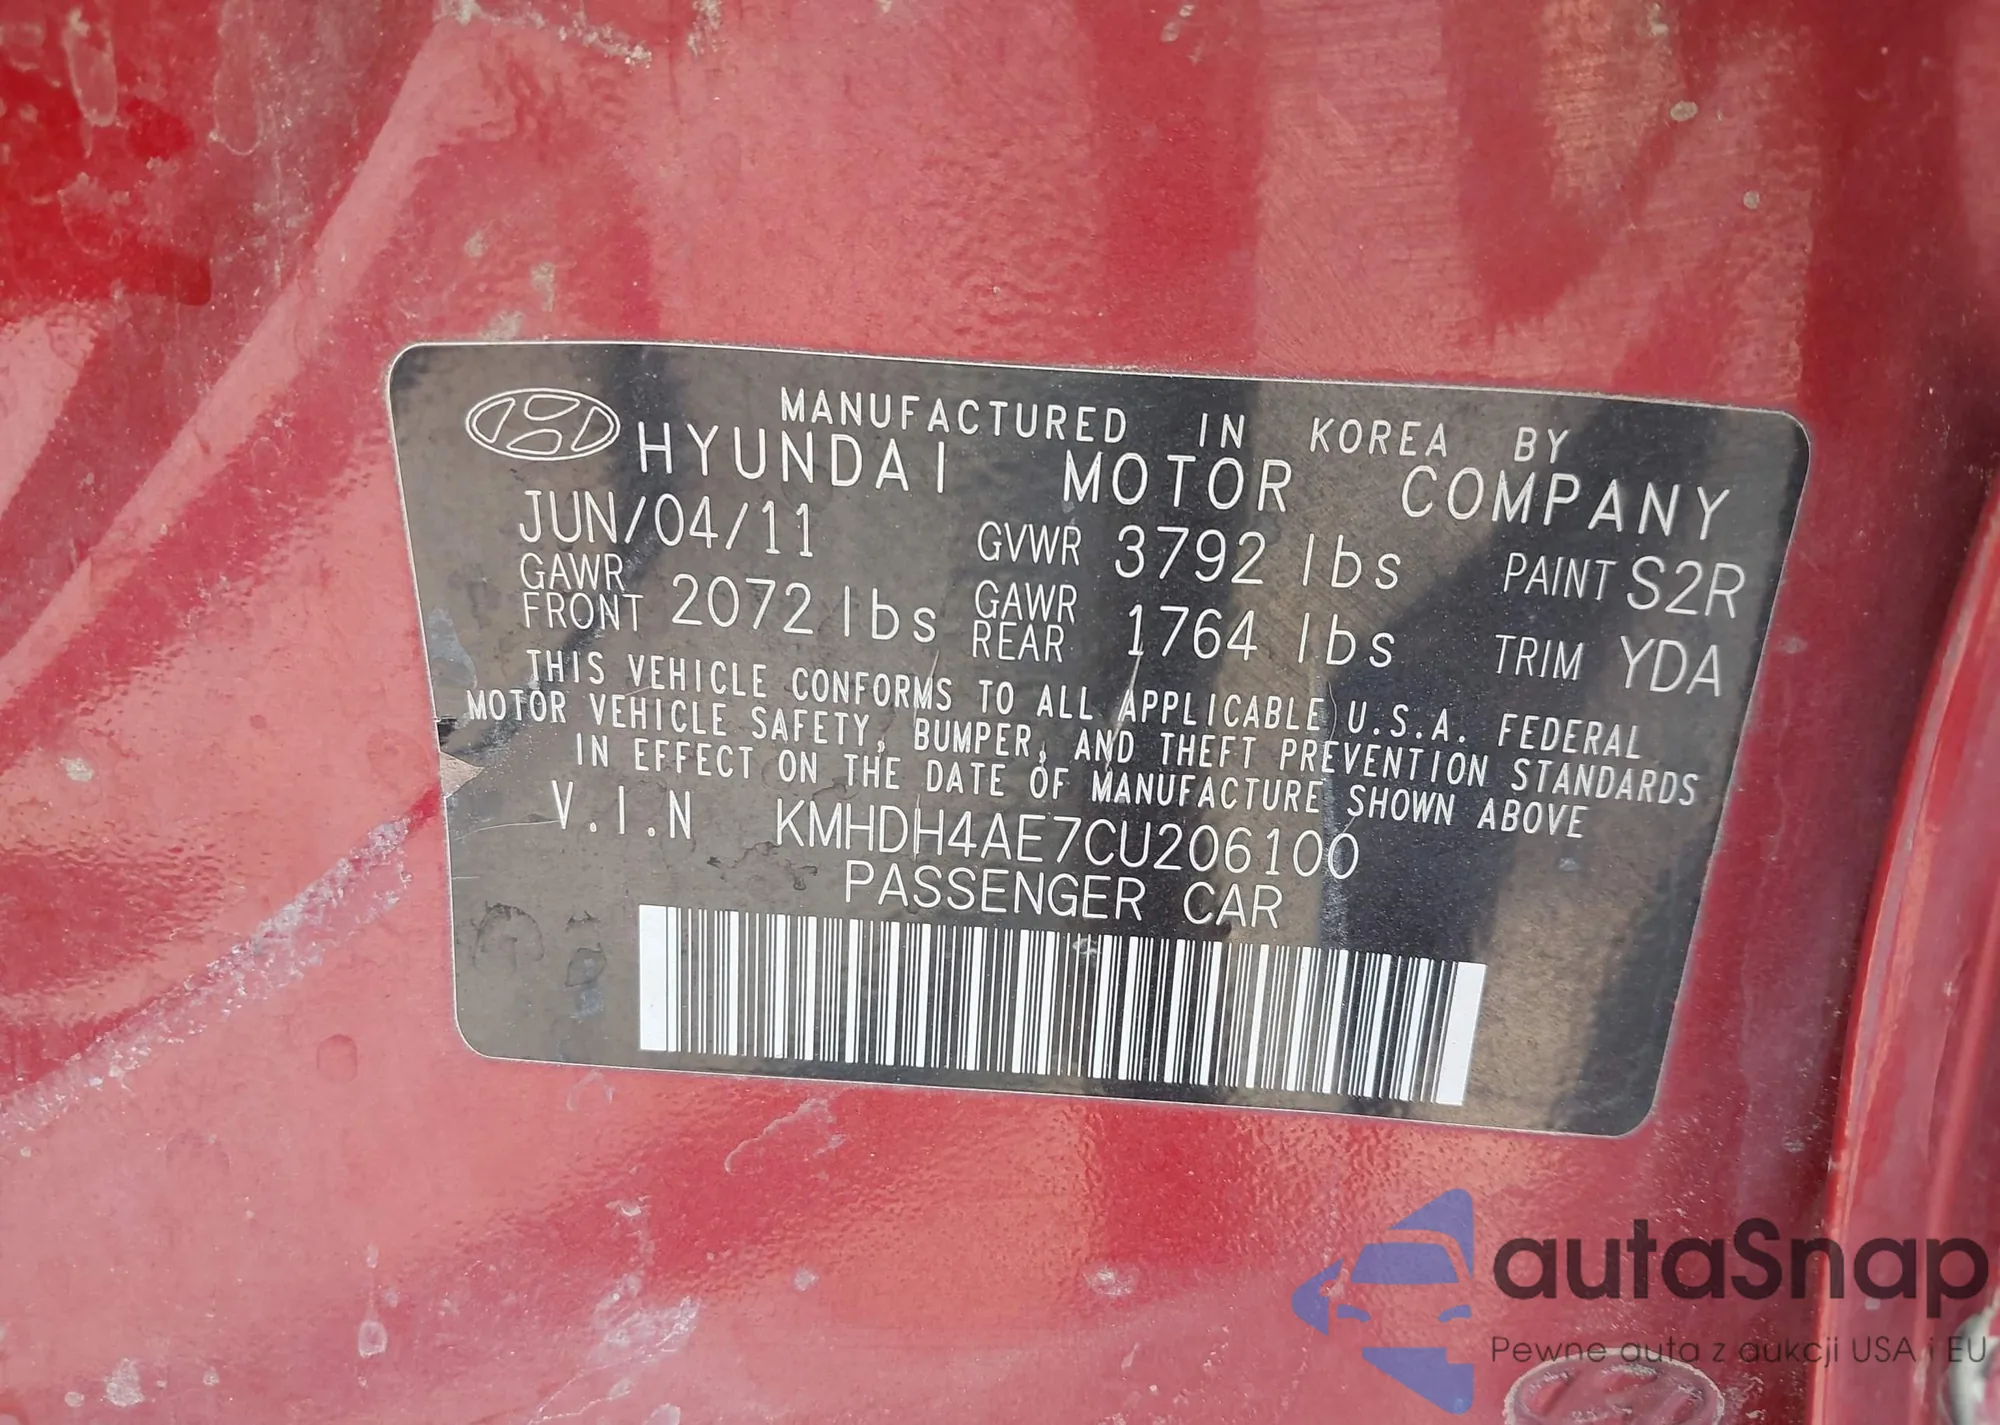 MANUFACTURED IN KOREA BY
HYUNDAI MOTOR COMPANY
JUN/04/11 GVWR 3792 lbs PAINT S2R
GAWR FRONT 2072 lbs GAWR REAR 1764 lbs TRIM YDA
THIS VEHICLE CONFORMS TO ALL APPLICABLE U.S.A. FEDERAL
MOTOR VEHICLE SAFETY, BUMPER, AND THEFT PREVENTION STANDARDS
IN EFFECT ON THE DATE OF MANUFACTURE SHOWN ABOVE
V.I.N KMHDH4AE7CU206100
PASSENGER CAR
autaSnap
Pewne auta z aukcji USA i EU